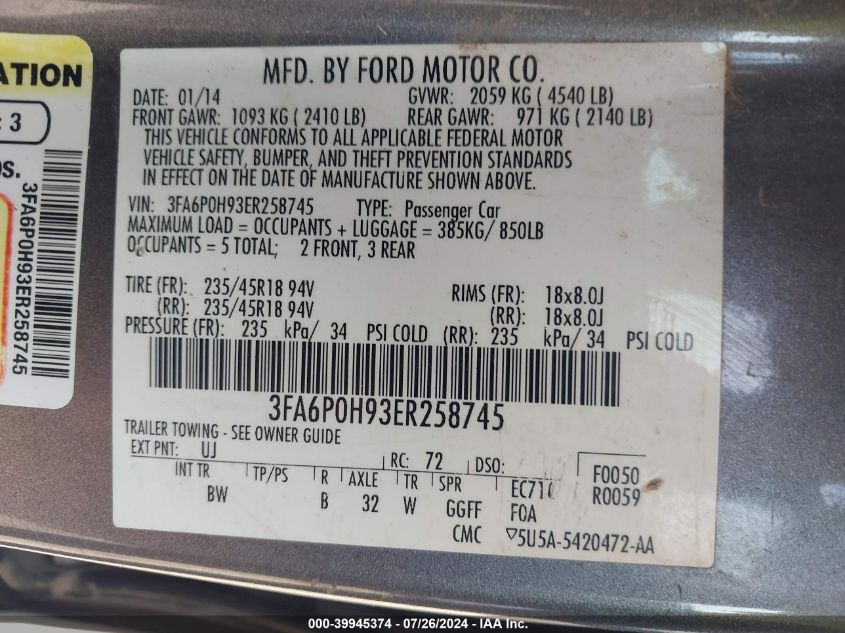 ATION
: 3
OS.
3FA6P0H93ER258745
MFD. BY FORD MOTOR CO.
DATE: 01/14 GVWR: 2059 KG ( 4540 LB)
FRONT GAWR: 1093 KG ( 2410 LB) REAR GAWR: 971 KG ( 2140 LB)
THIS VEHICLE CONFORMS TO ALL APPLICABLE FEDERAL MOTOR
VEHICLE SAFETY, BUMPER, AND THEFT PREVENTION STANDARDS
IN EFFECT ON THE DATE OF MANUFACTURE SHOWN ABOVE.
VIN: 3FA6P0H93ER258745 TYPE: Passenger Car
MAXIMUM LOAD = OCCUPANTS + LUGGAGE = 385KG/ 850LB
OCCUPANTS = 5 TOTAL; 2 FRONT, 3 REAR
TIRE (FR): 235/45R18 94V RIMS (FR): 18x8.0J
(RR): 235/45R18 94V (RR): 18x8.0J
PRESSURE (FR): 235 kPa/ 34 PSI COLD (RR): 235 kPa/ 34 PSI COLD
3FA6P0H93ER258745
TRAILER TOWING - SEE OWNER GUIDE
EXT PNT: UJ RC: 72 DSO: F0050
INT TR TP/PS R AXLE TR SPR EC71 R0059
BW B 32 W GGFF FOA
CMC ▽5U5A-5420472-AA
000-39945374 | 07/26/2024 - IAA Inc.